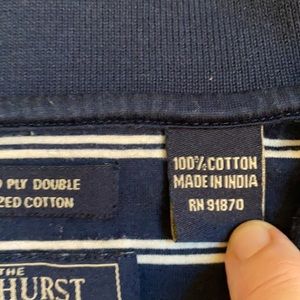 PLY DOUBLE
ZED COTTON
100% COTTON
MADE IN INDIA
RN 91870
THE
HURST